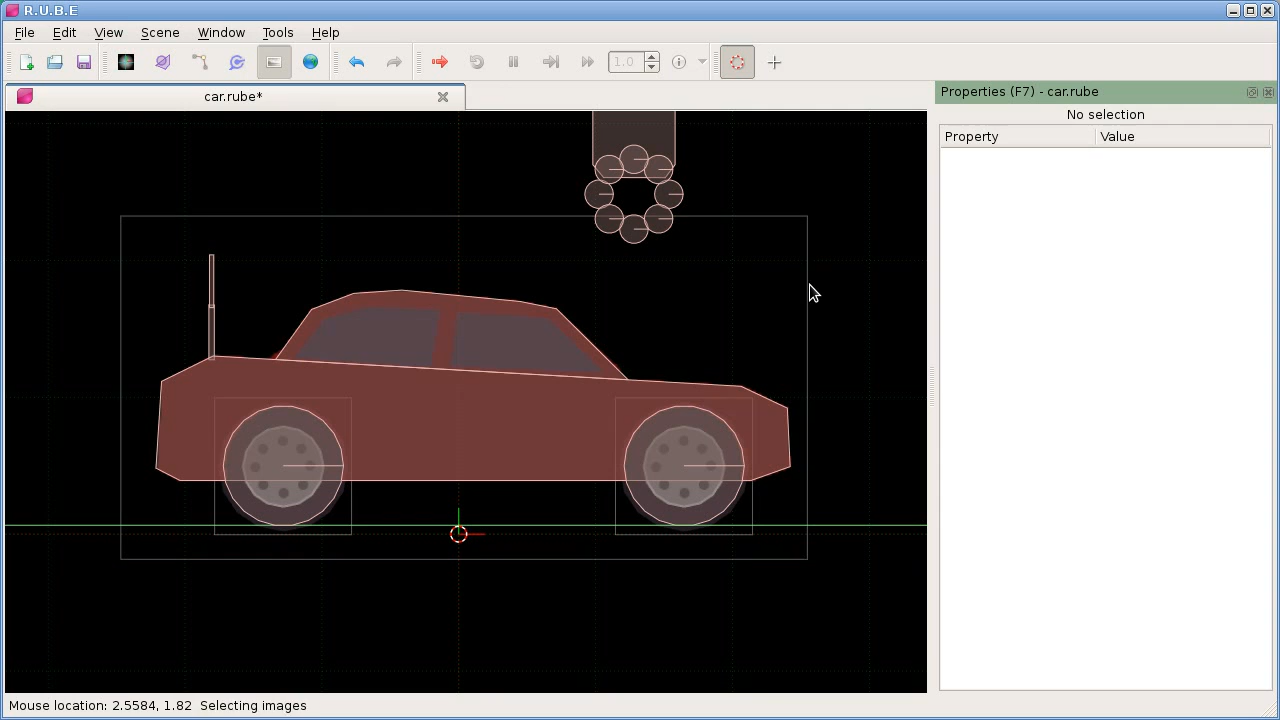 R.U.B.E
File Edit View Scene Window Tools Help
1.0
car.rube*
Properties (F7) - car.rube
No selection
Property Value
Mouse location: 2.5584, 1.82 Selecting images